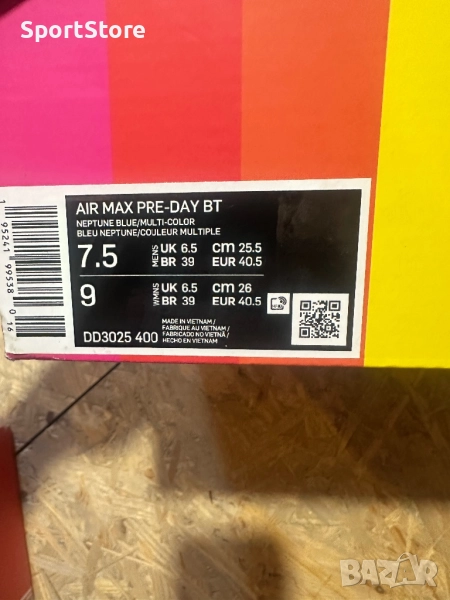 SportStore
AIR MAX PRE-DAY BT
NEPTUNE BLUE/MULTI-COLOR
BLEU NEPTUNE/COULEUR MULTIPLE
7.5 MENS UK 6.5 cm 25.5
BR 39 EUR 40.5
9 WMNS UK 6.5 cm 26
BR 39 EUR 40.5
DD3025 400
MADE IN VIETNAM /
FABRIQUE AU VIETNAM /
FABRICADO NO VIETNÃ /
HECHO EN VIETNAM
1 95241 99538 0 16
BAZAR